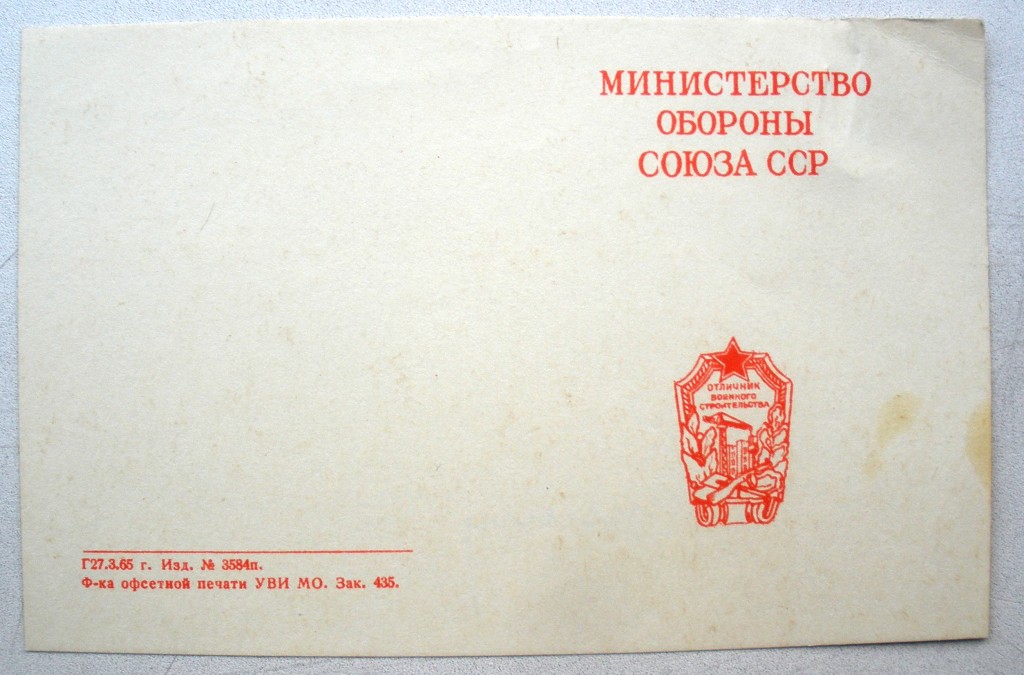 МИНИСТЕРСТВО
ОБОРОНЫ
СОЮЗА ССР
ОТЛИЧНИК
ВОЕННОГО
СТРОИТЕЛЬСТВА
Г27.3.65 г. Изд. № 3584п.
Ф-ка офсетной печати УВИ МО. Зак. 435.